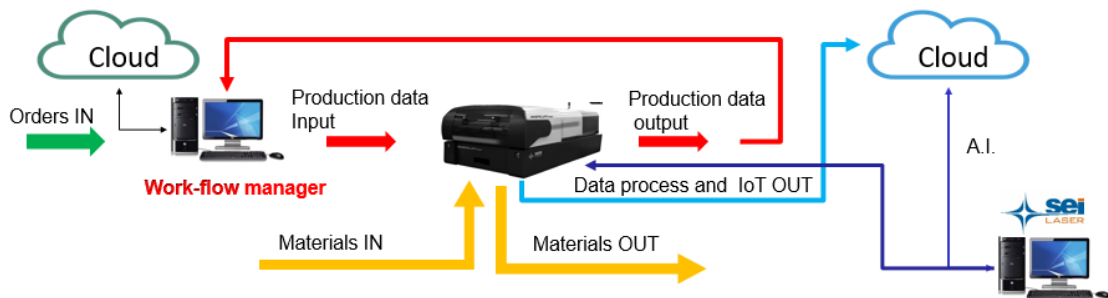 Cloud
Cloud
Orders IN
Production data
Input
Production data
output
Work-flow manager
A.I.
Data process and IoT OUT
sei
LASER
Materials IN
Materials OUT